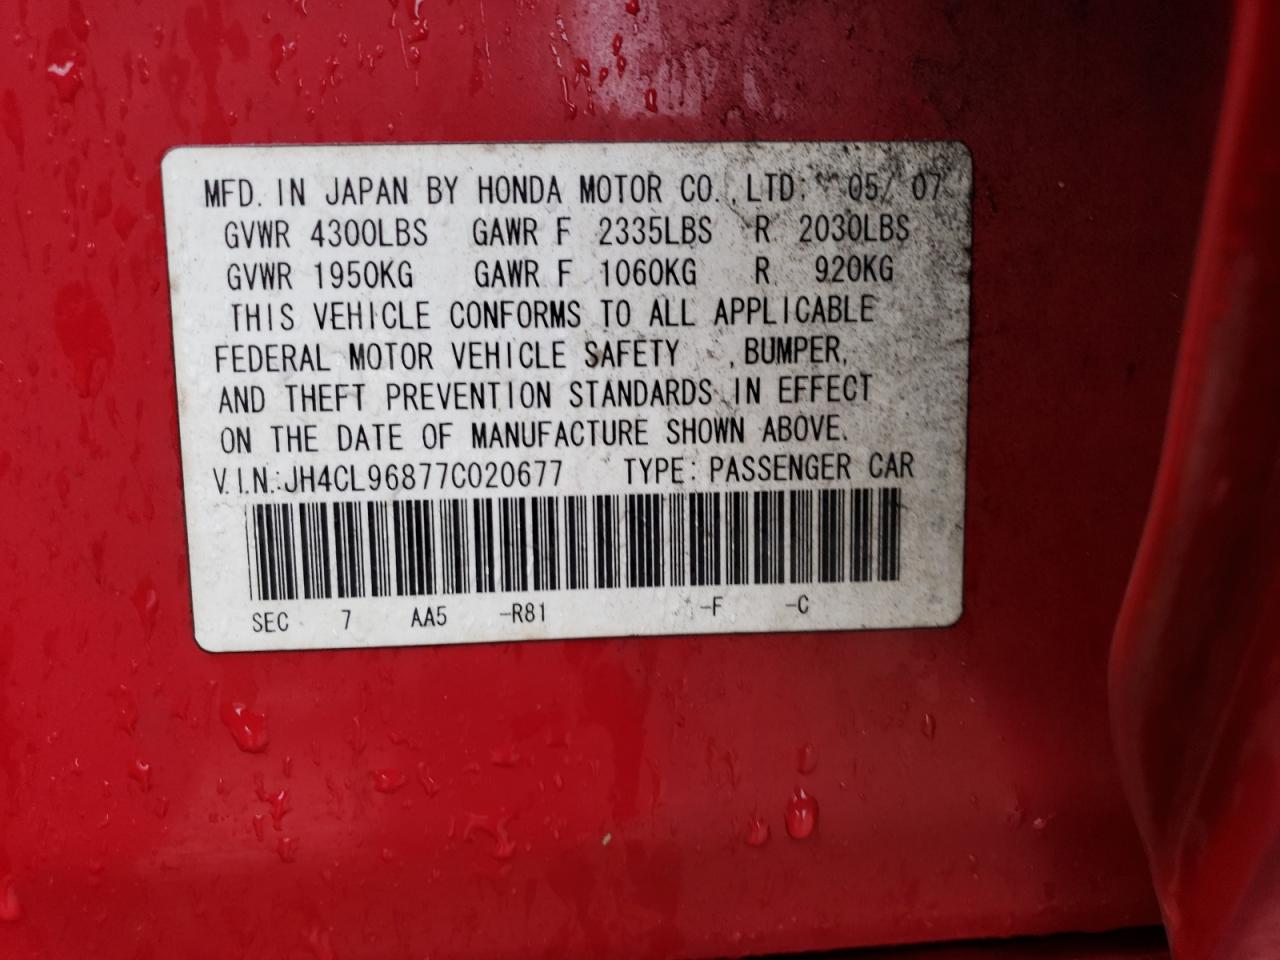 MFD. IN JAPAN BY HONDA MOTOR CO., LTD. 05/ 07
GVWR 4300LBS GAWR F 2335LBS R 2030LBS
GVWR 1950KG GAWR F 1060KG R 920KG
THIS VEHICLE CONFORMS TO ALL APPLICABLE
FEDERAL MOTOR VEHICLE SAFETY , BUMPER,
AND THEFT PREVENTION STANDARDS IN EFFECT
ON THE DATE OF MANUFACTURE SHOWN ABOVE.
V.I.N.:JH4CL96877C020677 TYPE: PASSENGER CAR
SEC 7 AA5 -R81 -F -C